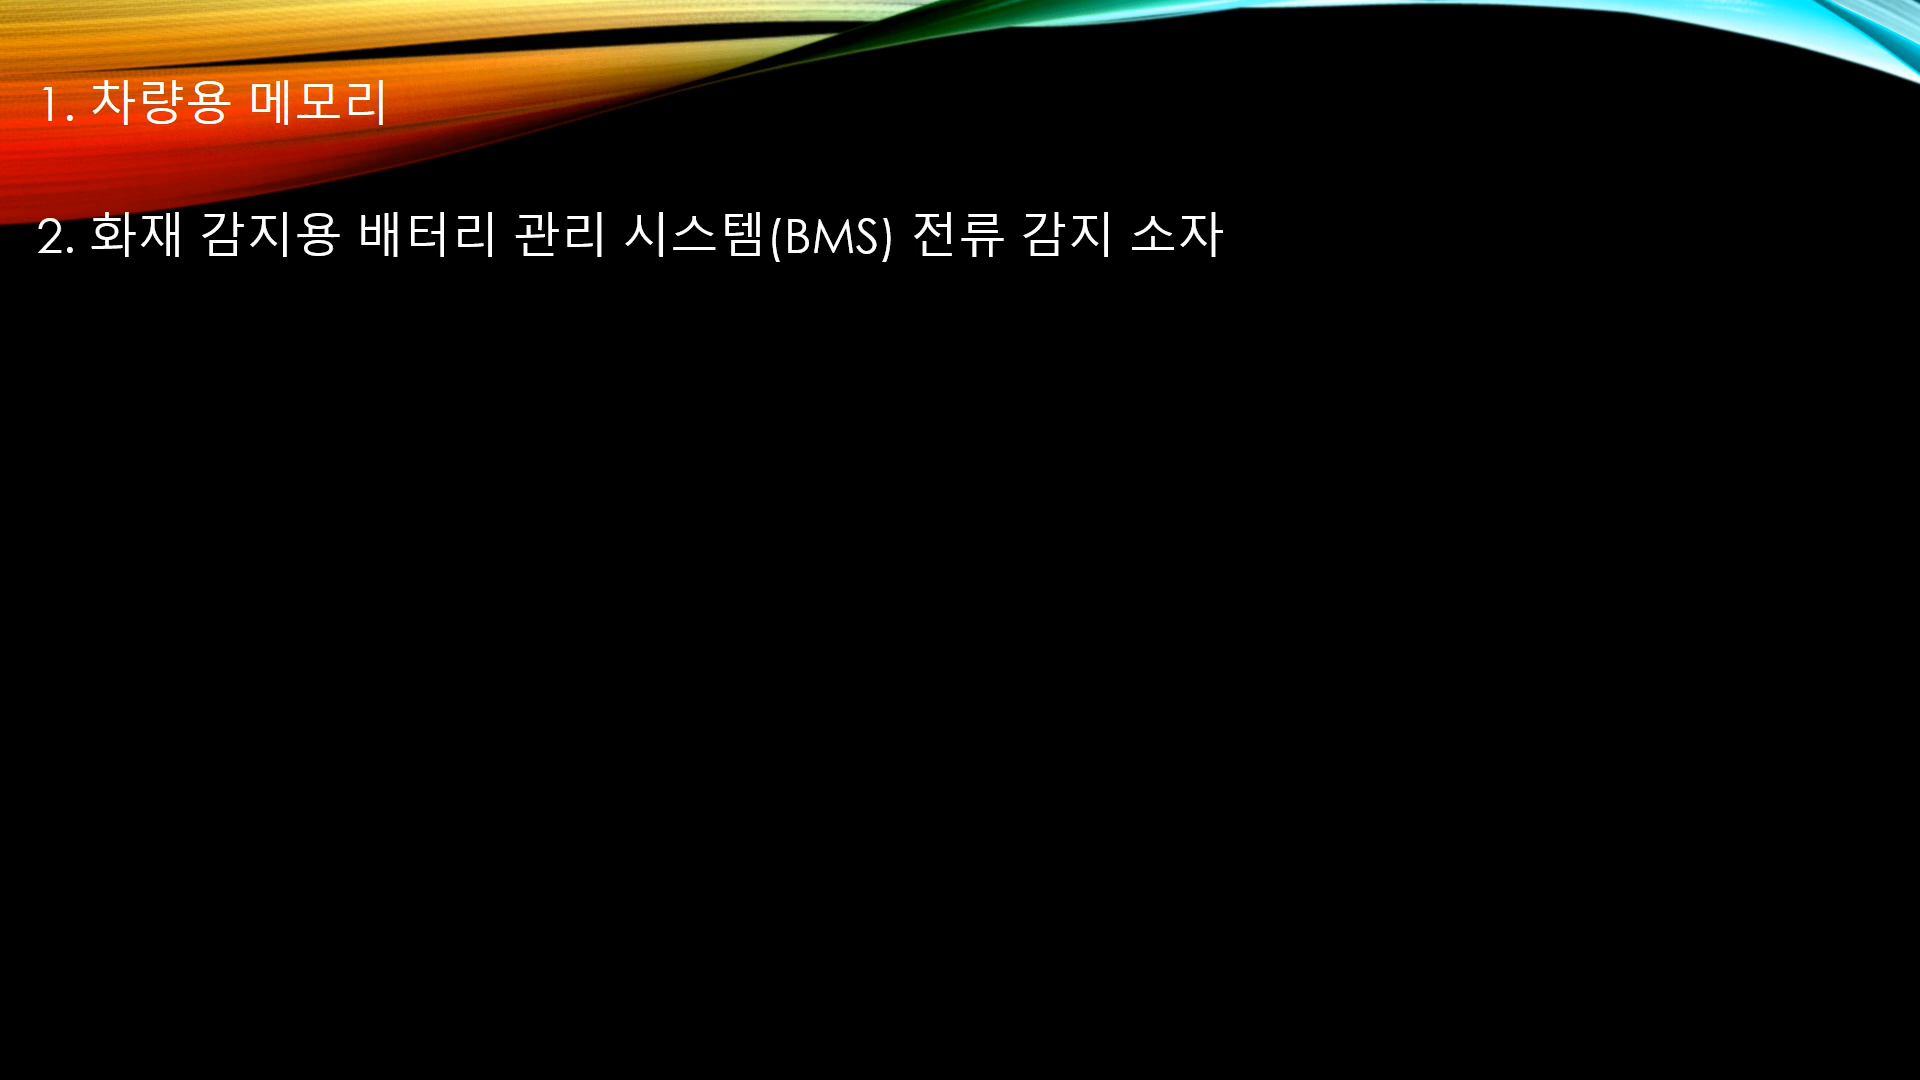 1. 차량용 메모리
2. 화재 감지용 배터리 관리 시스템(BMS) 전류 감지 소자